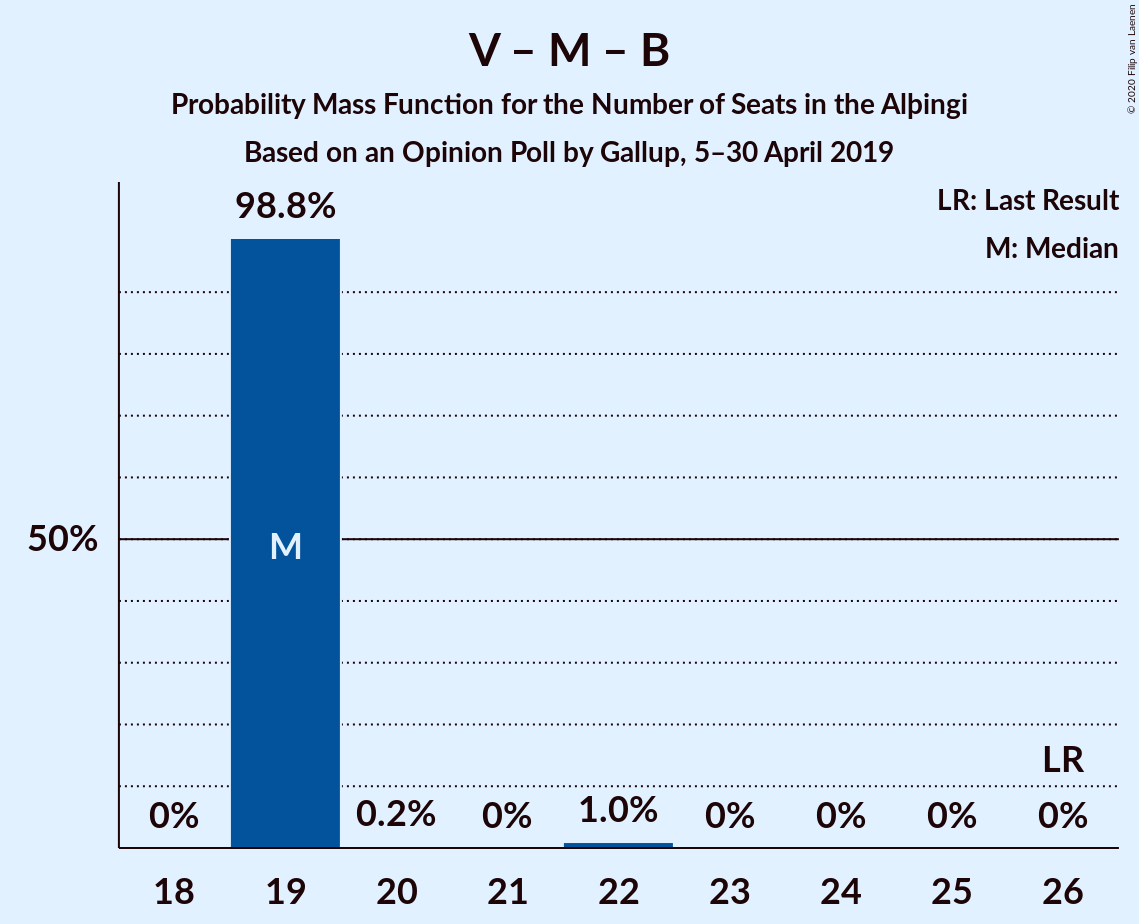 V – M – B
Probability Mass Function for the Number of Seats in the Alþingi
Based on an Opinion Poll by Gallup, 5–30 April 2019
© 2020 Filip van Laenen
LR: Last Result
M: Median
98.8%
50%
M
LR
0%
0.2%
0%
1.0%
0%
0%
0%
0%
18 19 20 21 22 23 24 25 26